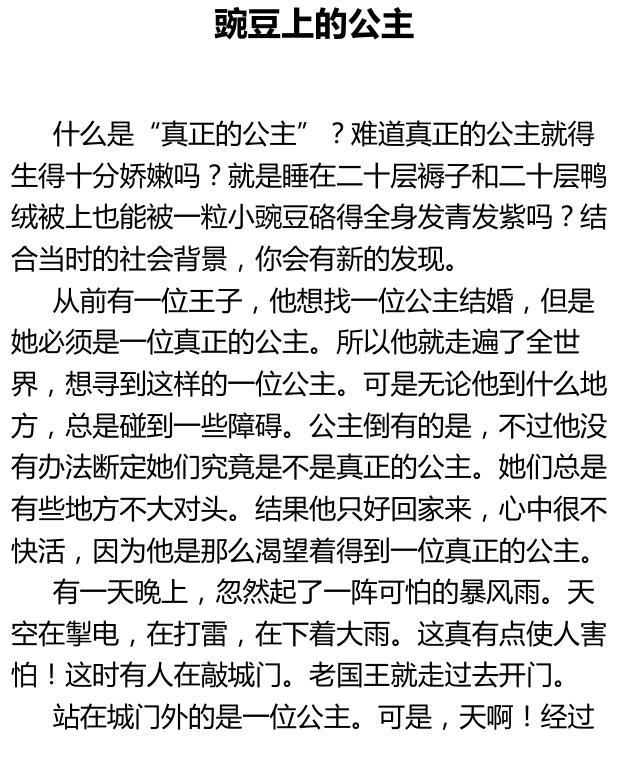 豌豆上的公主
什么是“真正的公主”？难道真正的公主就得
生得十分娇嫩吗？就是睡在二十层褥子和二十层鸭
绒被上也能被一粒小豌豆硌得全身发青发紫吗？结
合当时的社会背景，你会有新的发现。
从前有一位王子，他想找一位公主结婚，但是
她必须是一位真正的公主。所以他就走遍了全世
界，想寻到这样的一位公主。可是无论他到什么地
方，总是碰到一些障碍。公主倒有的是，不过他没
有办法断定她们究竟是不是真正的公主。她们总是
有些地方不大对头。结果他只好回家来，心中很不
快活，因为他是那么渴望着得到一位真正的公主。
有一天晚上，忽然起了一阵可怕的暴风雨。天
空在掣电，在打雷，在下着大雨。这真有点使人害
怕！这时有人在敲城门。老国王就走过去开门。
站在城门外的是一位公主。可是，天啊！经过